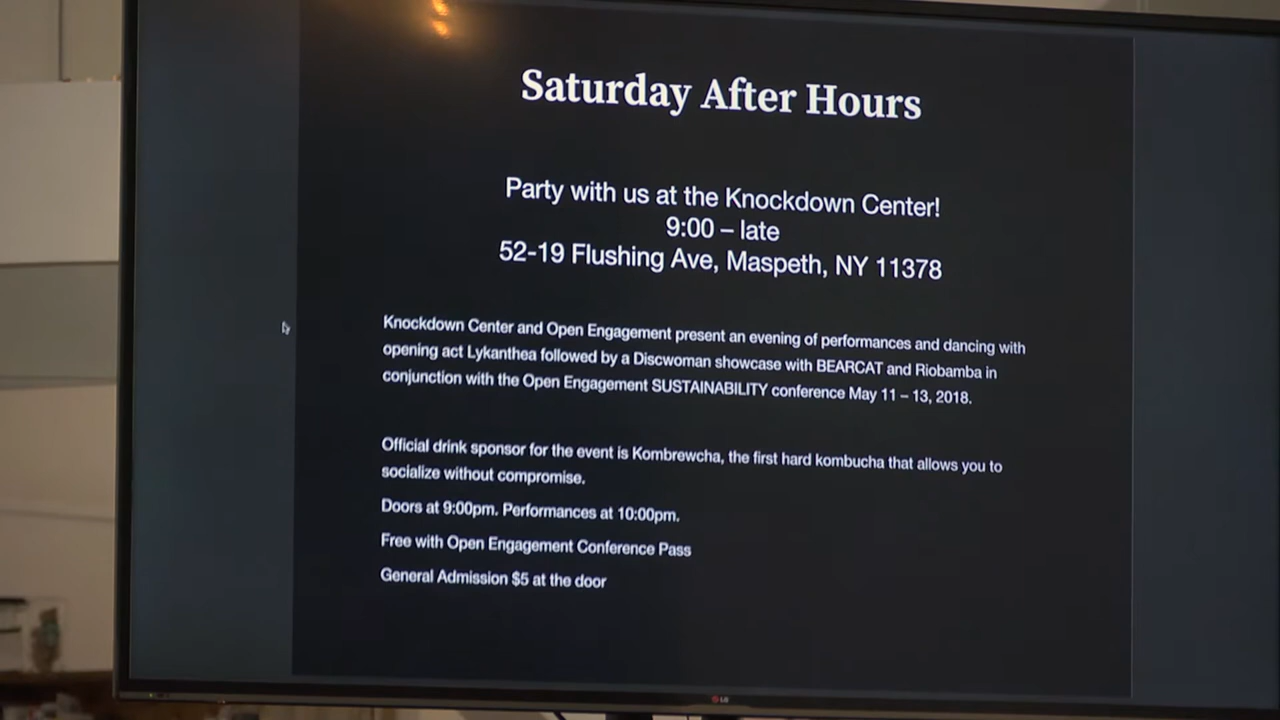 Saturday After Hours
Party with us at the Knockdown Center!
9:00 – late
52-19 Flushing Ave, Maspeth, NY 11378
Knockdown Center and Open Engagement present an evening of performances and dancing with
opening act Lykanthea followed by a Discwoman showcase with BEARCAT and Riobamba in
conjunction with the Open Engagement SUSTAINABILITY conference May 11 – 13, 2018.
Official drink sponsor for the event is Kombrewcha, the first hard kombucha that allows you to
socialize without compromise.
Doors at 9:00pm. Performances at 10:00pm.
Free with Open Engagement Conference Pass
General Admission $5 at the door
LG